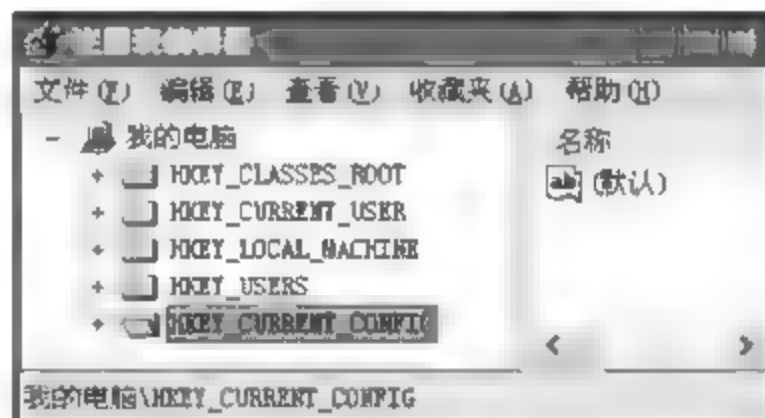 文件(F) 编辑(E) 查看(V) 收藏夹(A) 帮助(H)
我的电脑
HKEY_CLASSES_ROOT
HKEY_CURRENT_USER
HKEY_LOCAL_MACHINE
HKEY_USERS
HKEY_CURRENT_CONFIG
名称
ab (默认)
我的电脑\HKEY_CURRENT_CONFIG